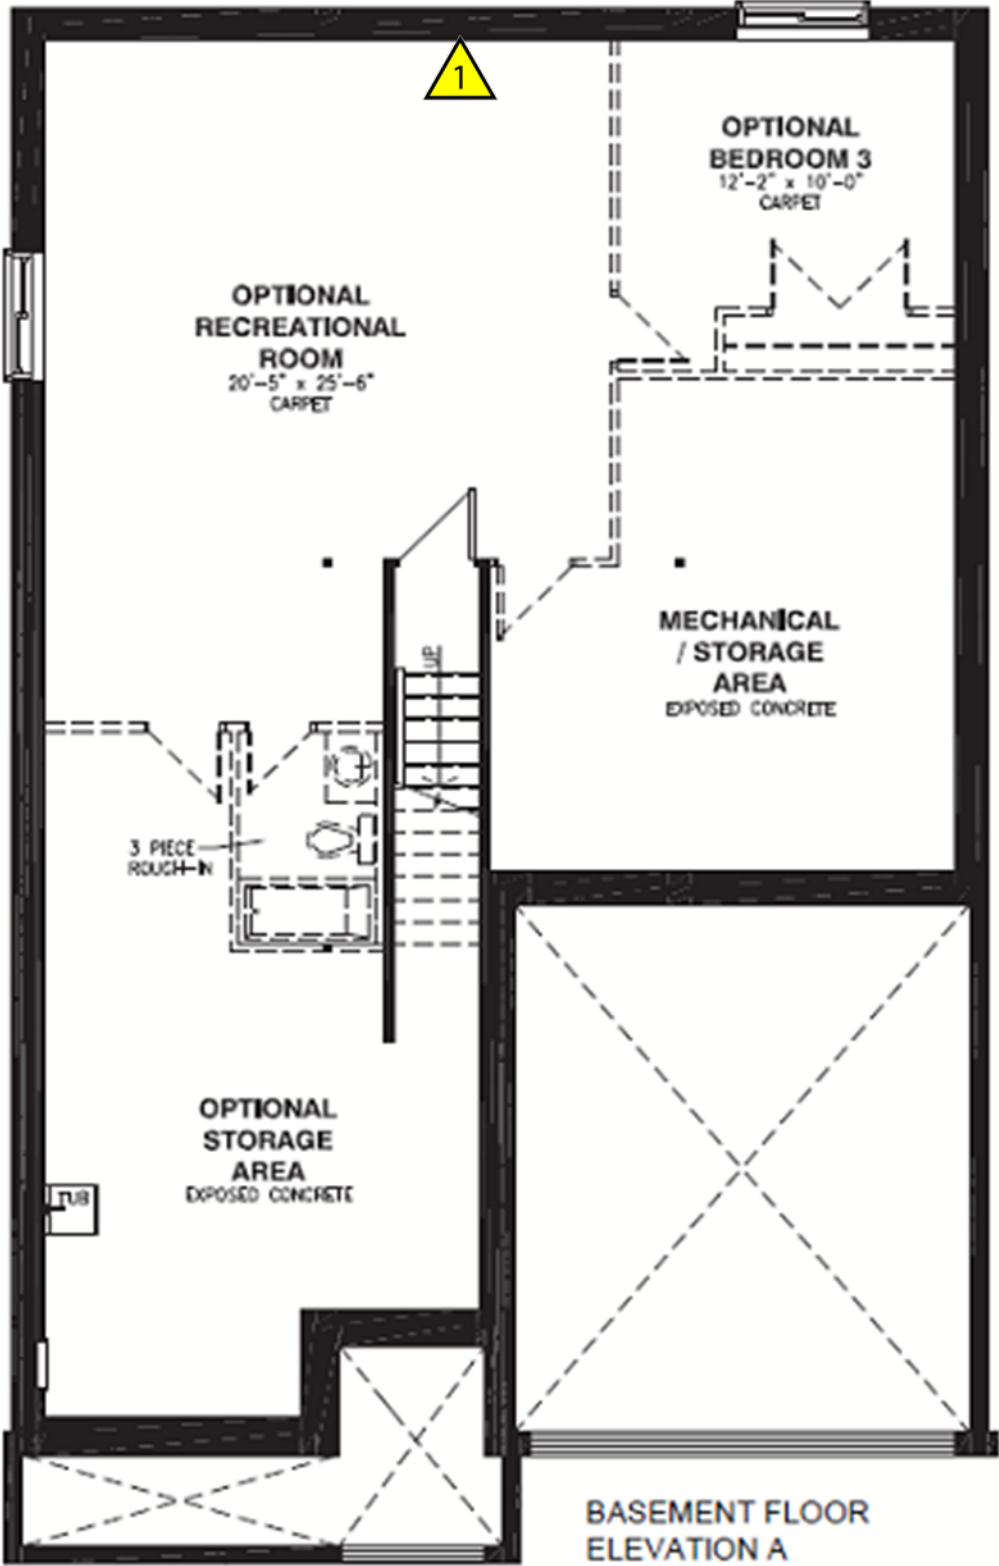 1
OPTIONAL
BEDROOM 3
12'-2" x 10'-0"
CARPET
OPTIONAL
RECREATIONAL
ROOM
20'-5" x 25'-6"
CARPET
MECHANICAL
/ STORAGE
AREA
EXPOSED CONCRETE
UP
3 PIECE
ROUGH-IN
OPTIONAL
STORAGE
AREA
EXPOSED CONCRETE
TUB
BASEMENT FLOOR
ELEVATION A